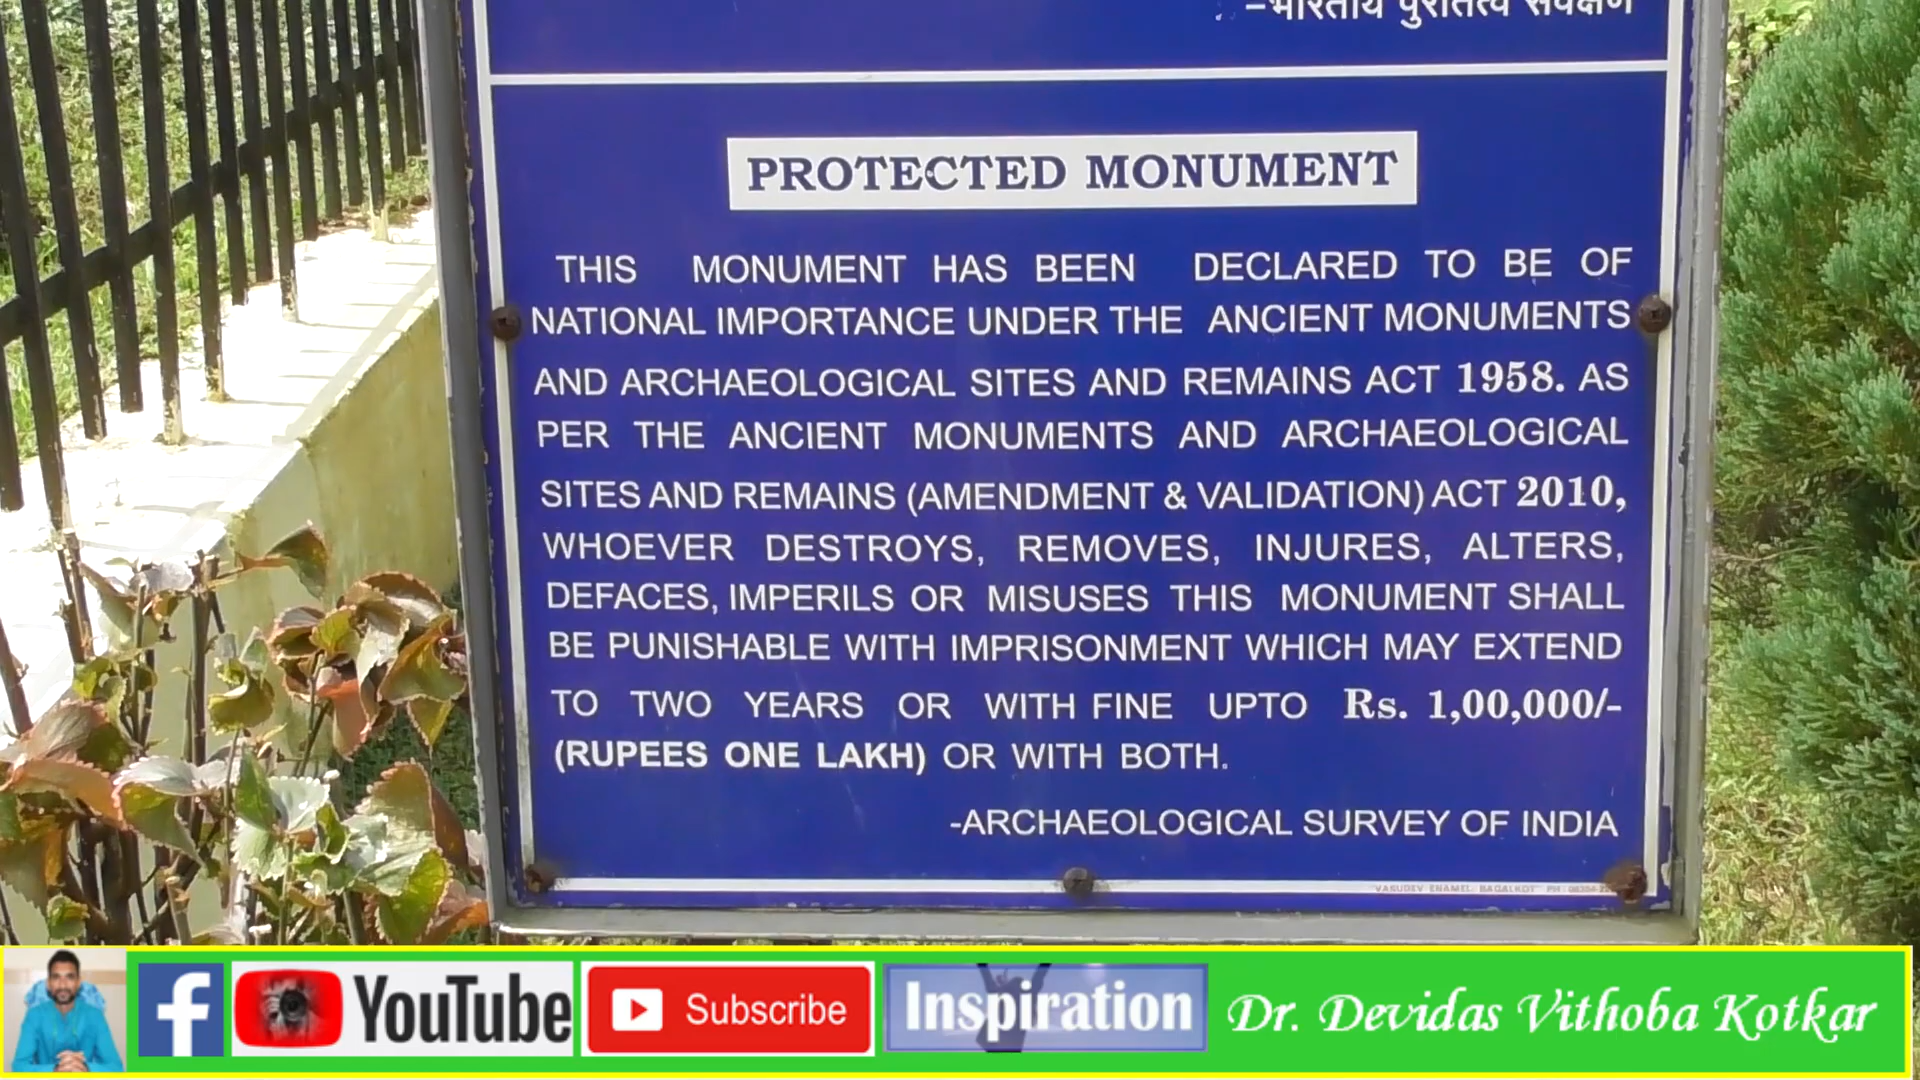 -भारतीय पुरातत्व सर्वेक्षण
PROTECTED MONUMENT
THIS MONUMENT HAS BEEN DECLARED TO BE OF
NATIONAL IMPORTANCE UNDER THE ANCIENT MONUMENTS
AND ARCHAEOLOGICAL SITES AND REMAINS ACT 1958. AS
PER THE ANCIENT MONUMENTS AND ARCHAEOLOGICAL
SITES AND REMAINS (AMENDMENT & VALIDATION) ACT 2010,
WHOEVER DESTROYS, REMOVES, INJURES, ALTERS,
DEFACES, IMPERILS OR MISUSES THIS MONUMENT SHALL
BE PUNISHABLE WITH IMPRISONMENT WHICH MAY EXTEND
TO TWO YEARS OR WITH FINE UPTO Rs. 1,00,000/-
(RUPEES ONE LAKH) OR WITH BOTH.
-ARCHAEOLOGICAL SURVEY OF INDIA
VASUDEV ENAMEL BAGALKOT PH
f YouTube Subscribe Inspiration Dr. Devidas Vithoba Kotkar